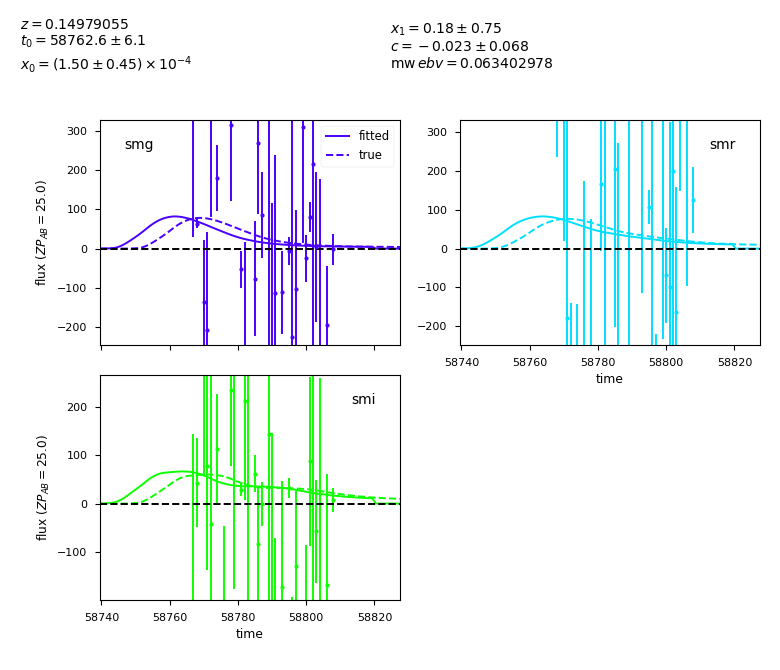 z = 0.14979055
t₀ = 58762.6 ± 6.1
x₀ = (1.50 ± 0.45) × 10⁻⁴
x₁ = 0.18 ± 0.75
c = −0.023 ± 0.068
mw ebv = 0.063402978
smg
fitted
true
300
200
100
0
−100
−200
flux (ZP_AB = 25.0)
smr
300
200
100
0
−100
−200
58740 58760 58780 58800 58820
time
smi
200
100
0
−100
flux (ZP_AB = 25.0)
58740 58760 58780 58800 58820
time